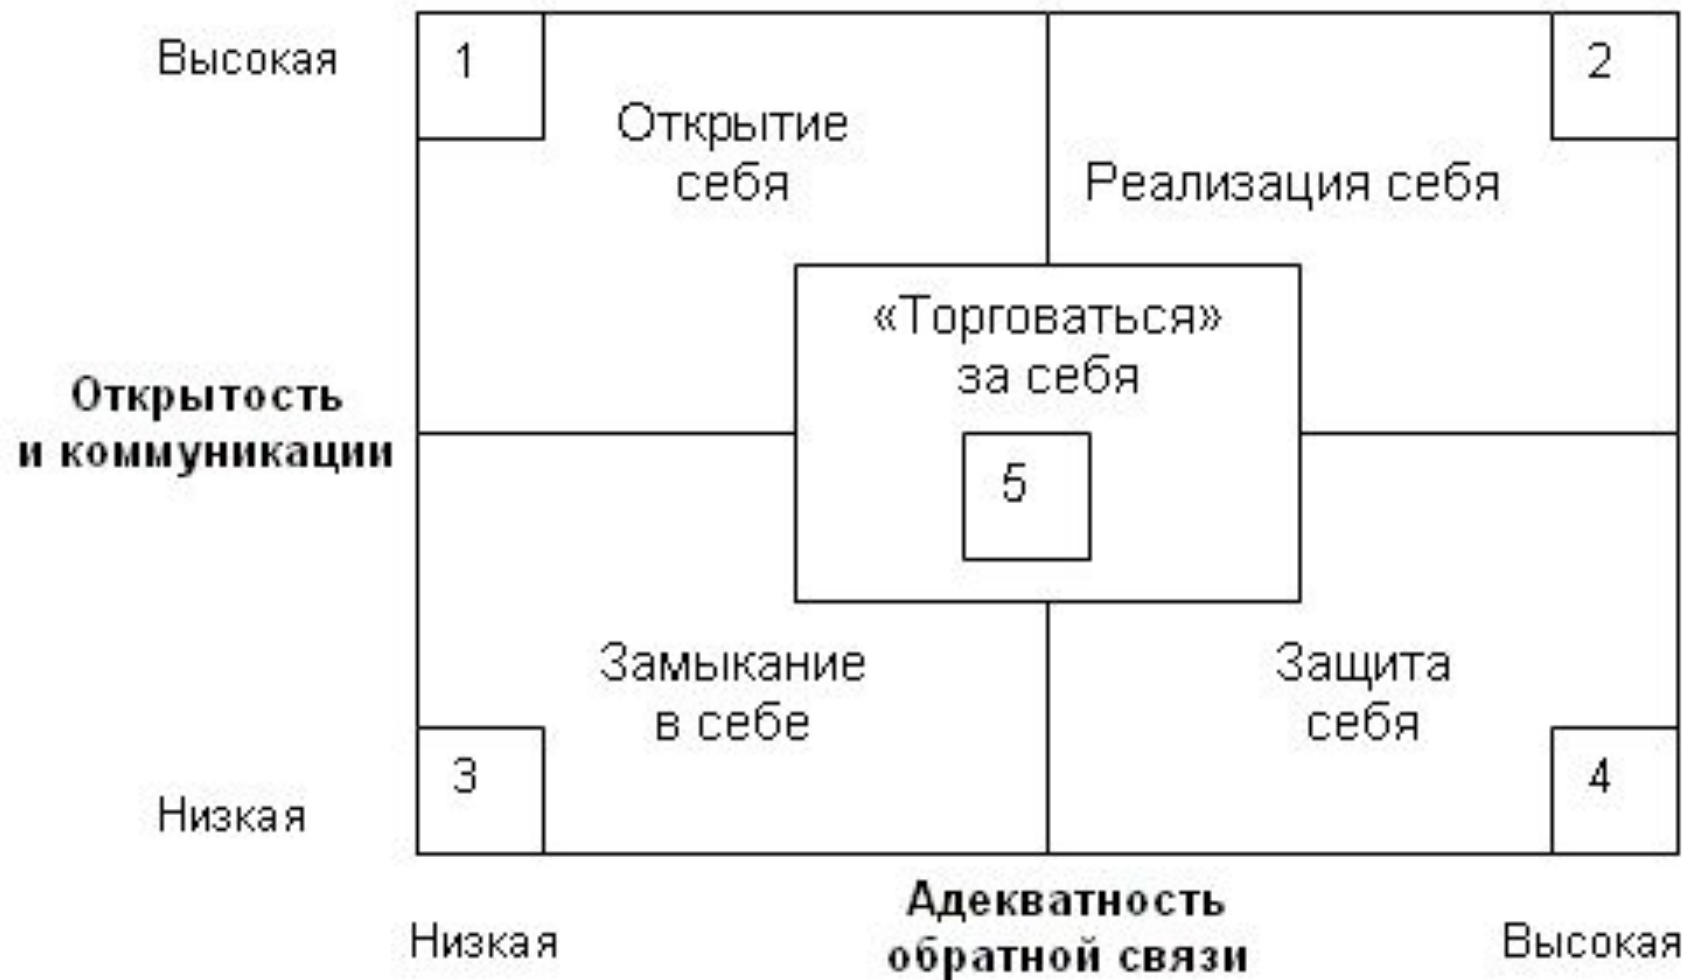 Высокая
1
2
Открытие
себя
Реализация себя
«Торговаться»
за себя
Открытость
и коммуникации
5
Замыкание
в себе
Защита
себя
3
4
Низкая
Адекватность
обратной связи
Низкая
Высокая